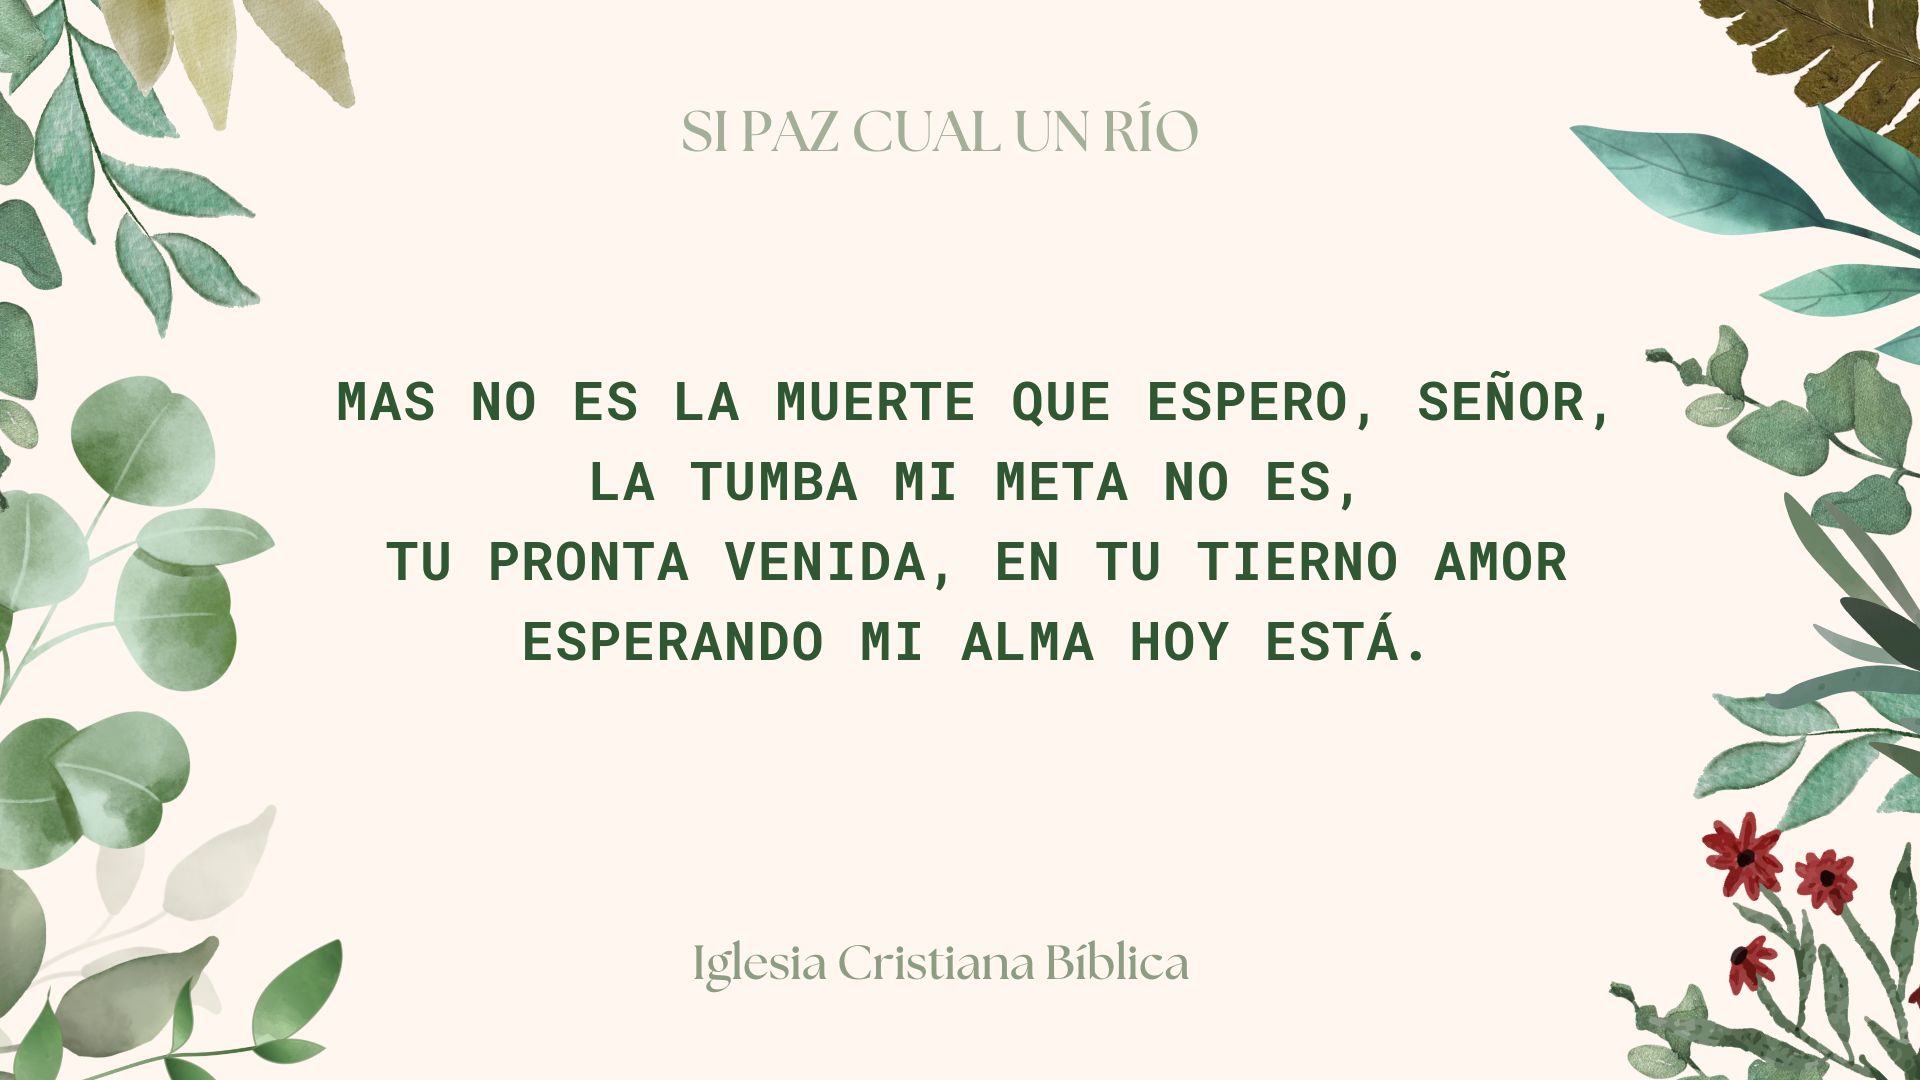 SI PAZ CUAL UN RÍO
MAS NO ES LA MUERTE QUE ESPERO, SEÑOR,
LA TUMBA MI META NO ES,
TU PRONTA VENIDA, EN TU TIERNO AMOR
ESPERANDO MI ALMA HOY ESTÁ.
Iglesia Cristiana Bíblica